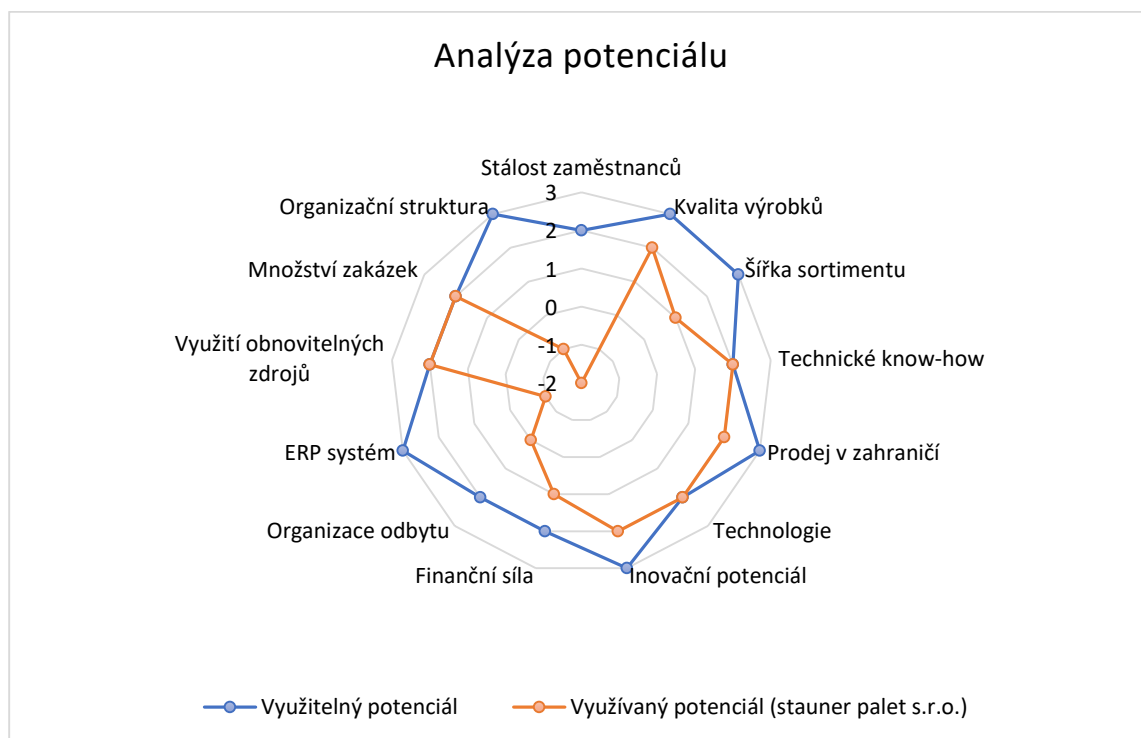 Analýza potenciálu
Stálost zaměstnanců
Kvalita výrobků
Šířka sortimentu
Technické know-how
Prodej v zahraničí
Technologie
Inovační potenciál
Finanční síla
Organizace odbytu
ERP systém
Využití obnovitelných
zdrojů
Množství zakázek
Organizační struktura
3
2
1
0
-1
-2
Využitelný potenciál
Využívaný potenciál (stauner palet s.r.o.)